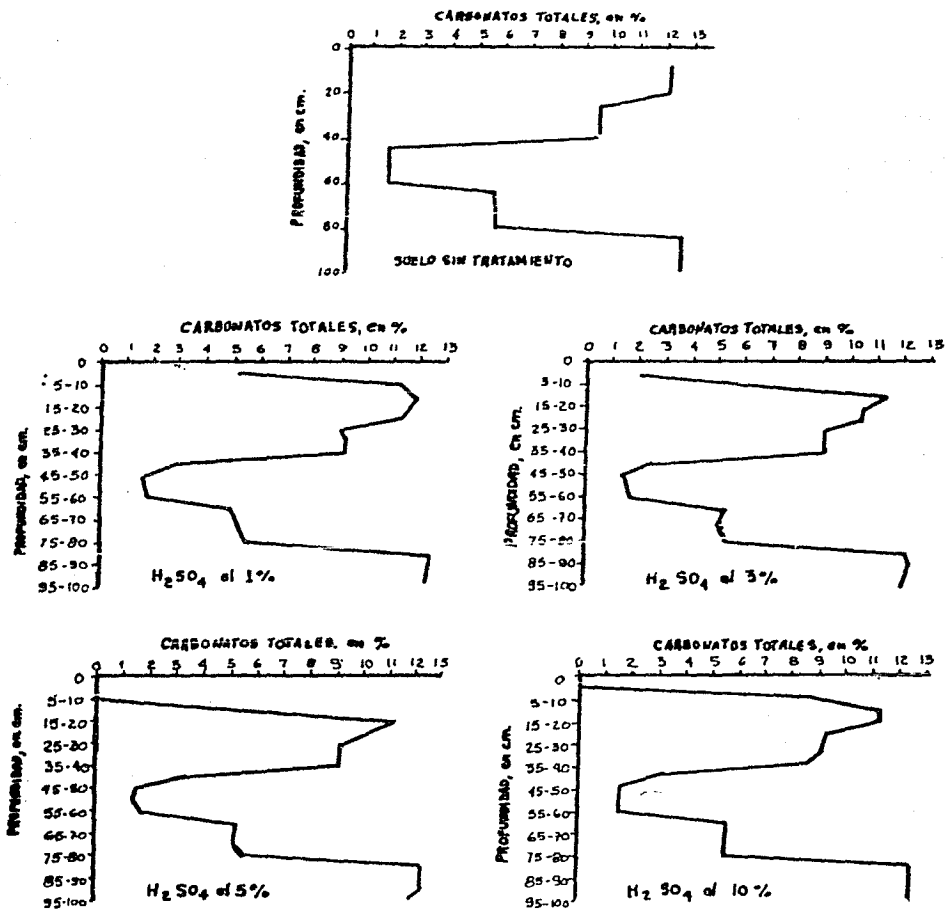 CARBONATOS TOTALES, en %
0 1 2 3 4 5 6 7 8 9 10 11 12 13
0
20
40
60
80
100
PROFUNDIDAD, en cm.
SUELO SIN TRATAMIENTO
CARBONATOS TOTALES, en %
0 1 2 3 4 5 6 7 8 9 10 11 12 13
0
5-10
15-20
25-30
35-40
45-50
55-60
65-70
75-80
85-90
95-100
PROFUNDIDAD, en cm.
H2SO4 al 1%
CARBONATOS TOTALES, en %
0 1 2 3 4 5 6 7 8 9 10 11 12 13
0
5-10
15-20
25-30
35-40
45-50
55-60
65-70
75-80
85-90
95-100
PROFUNDIDAD, en cm.
H2SO4 al 3%
CARBONATOS TOTALES, en %
0 1 2 3 4 5 6 7 8 9 10 11 12 13
0
5-10
15-20
25-30
35-40
45-50
55-60
65-70
75-80
85-90
95-100
PROFUNDIDAD, en cm.
H2SO4 al 5%
CARBONATOS TOTALES, en %
0 1 2 3 4 5 6 7 8 9 10 11 12 13
0
5-10
15-20
25-30
35-40
45-50
55-60
65-70
75-80
85-90
95-100
PROFUNDIDAD, en cm.
H2SO4 al 10%